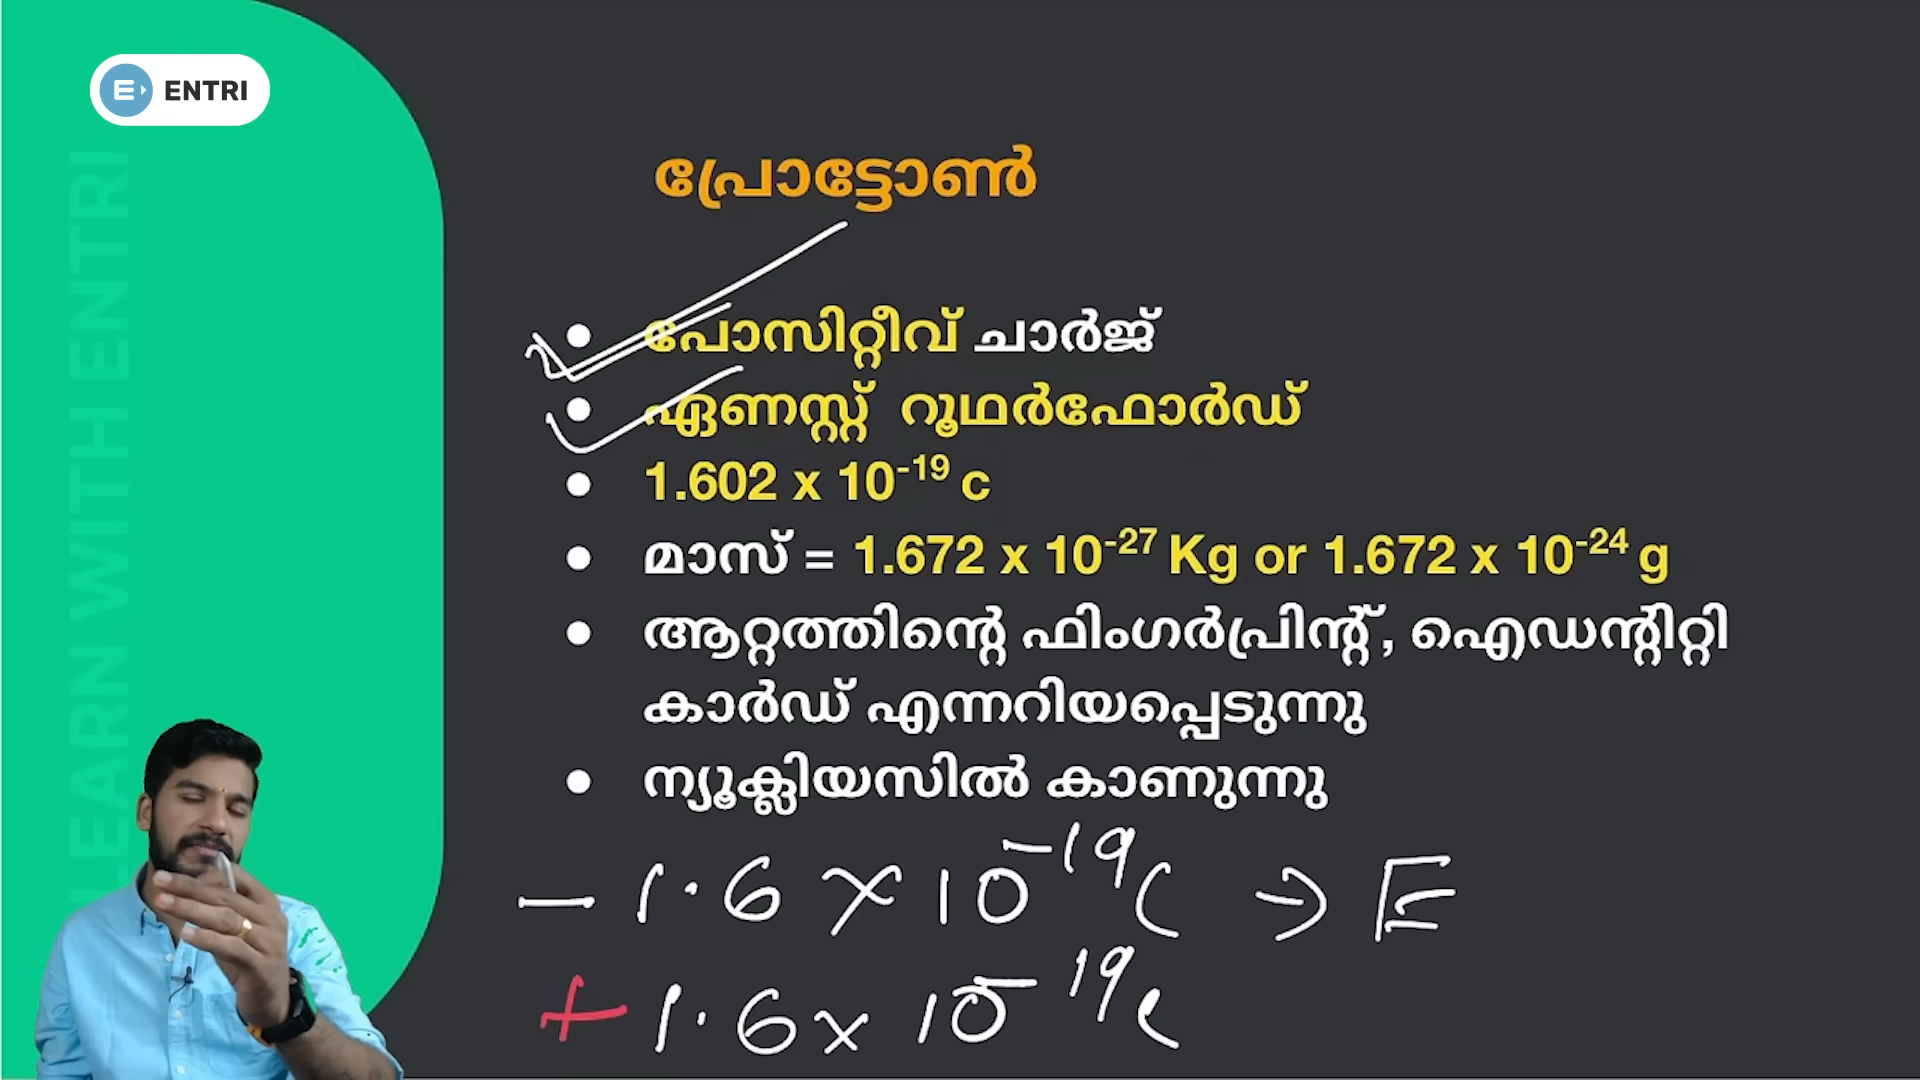 ENTRI
LEARN WITH ENTRI
പ്രോട്ടോൺ
• പോസിറ്റീവ് ചാർജ്
• ഏണസ്റ്റ് റൂഥർഫോർഡ്
• 1.602 x 10⁻¹⁹ c
• മാസ് = 1.672 x 10⁻²⁷ Kg or 1.672 x 10⁻²⁴ g
• ആറ്റത്തിന്റെ ഫിംഗർപ്രിന്റ്, ഐഡന്റിറ്റി
കാർഡ് എന്നറിയപ്പെടുന്നു
• ന്യൂക്ലിയസിൽ കാണുന്നു
− 1.6 × 10⁻¹⁹ C → E
+ 1.6 x 10⁻¹⁹ C